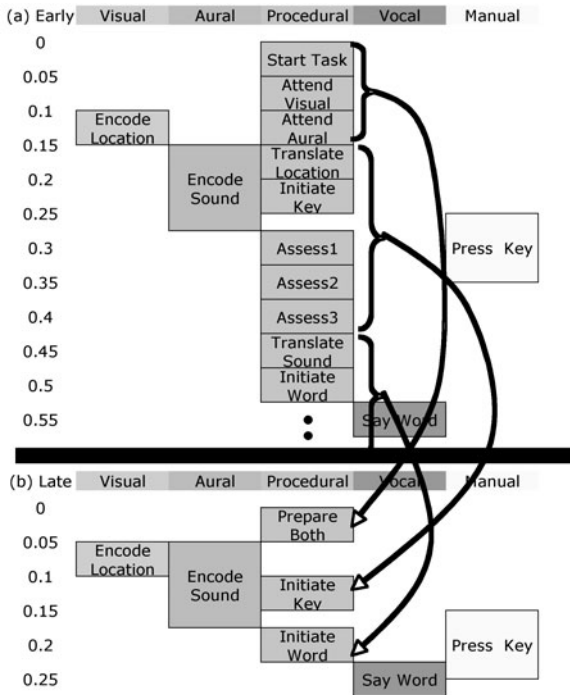 (a) Early Visual Aural Procedural Vocal Manual
0
Start Task
0.05
Attend
Visual
0.1
Encode
Location
Attend
Aural
0.15
Translate
Location
Encode
Sound
0.2
Initiate
Key
0.25
Press Key
0.3
Assess1
0.35
Assess2
0.4
Assess3
0.45
Translate
Sound
0.5
Initiate
Word
0.55
Say Word
(b) Late Visual Aural Procedural Vocal Manual
0
Prepare
Both
0.05
Encode
Location
Encode
Sound
0.1
Initiate
Key
0.15
0.2
Initiate
Word
Press Key
0.25
Say Word